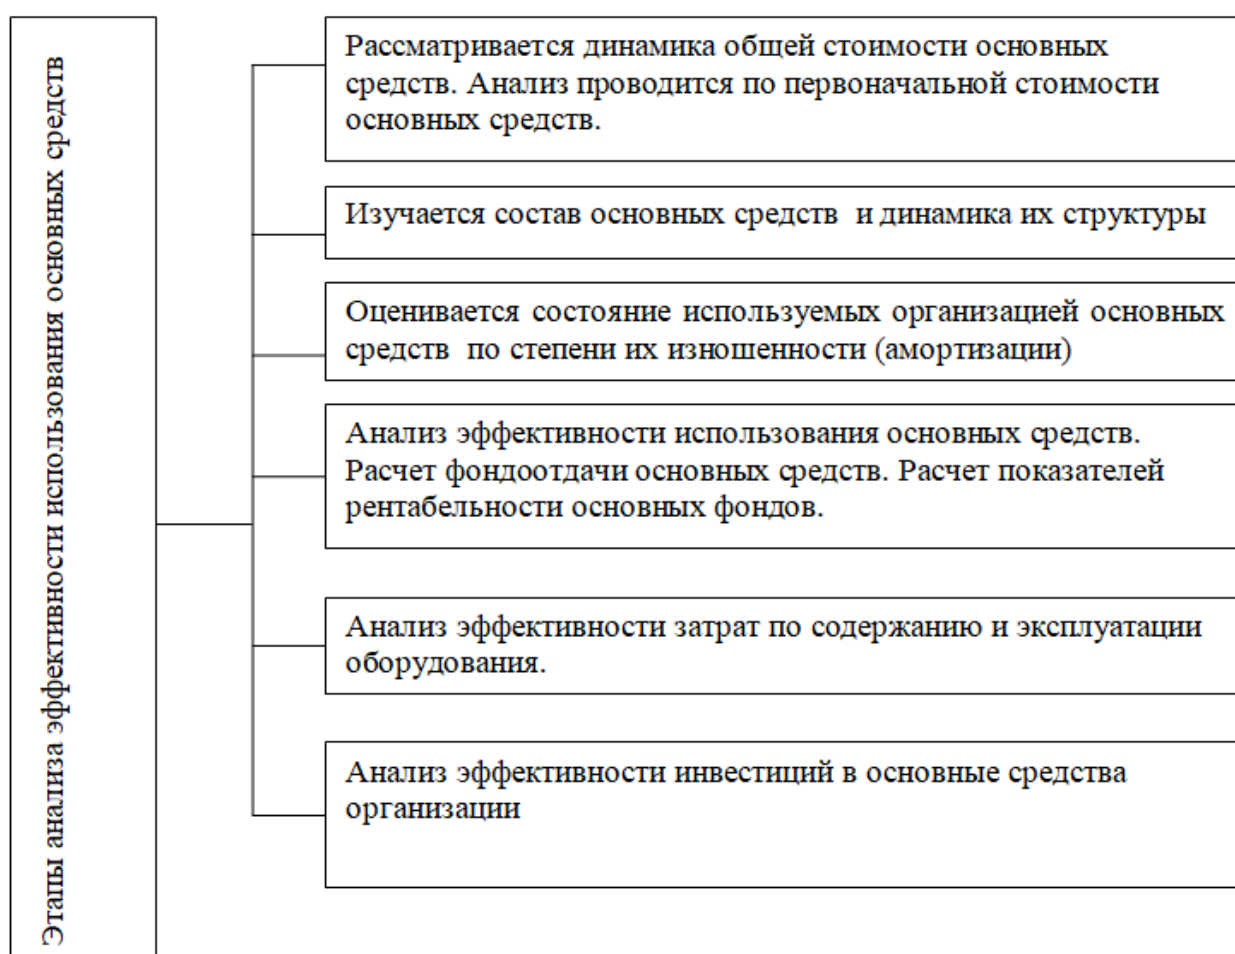 Этапы анализа эффективности использования основных средств
Рассматривается динамика общей стоимости основных
средств. Анализ проводится по первоначальной стоимости
основных средств.
Изучается состав основных средств и динамика их структуры
Оценивается состояние используемых организацией основных
средств по степени их изношенности (амортизации)
Анализ эффективности использования основных средств.
Расчет фондоотдачи основных средств. Расчет показателей
рентабельности основных фондов.
Анализ эффективности затрат по содержанию и эксплуатации
оборудования.
Анализ эффективности инвестиций в основные средства
организации